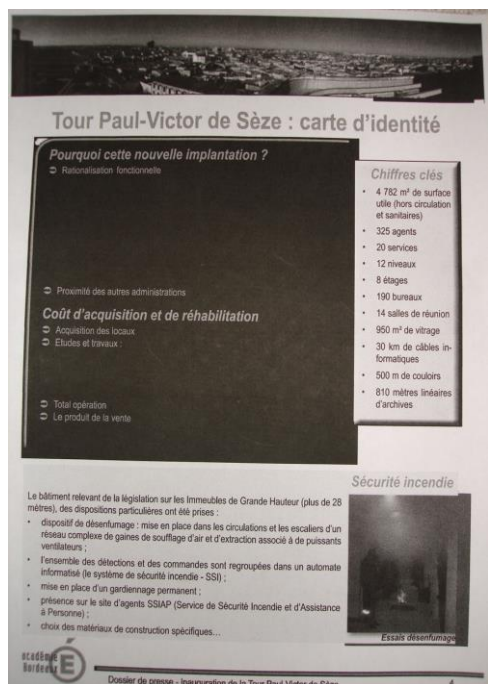 Tour Paul-Victor de Sèze : carte d'identité
Pourquoi cette nouvelle implantation ?
Rationalisation fonctionnelle
Proximité des autres administrations
Coût d'acquisition et de réhabilitation
Acquisition des locaux
Etudes et travaux :
Total opération
Le produit de la vente
Chiffres clés
• 4 782 m² de surface
utile (hors circulation
et sanitaires)
• 325 agents
• 20 services
• 12 niveaux
• 8 étages
• 190 bureaux
• 14 salles de réunion
• 950 m² de vitrage
• 30 km de câbles in-
formatiques
• 500 m de couloirs
• 810 mètres linéaires
d'archives
Sécurité incendie
Le bâtiment relevant de la législation sur les Immeubles de Grande Hauteur (plus de 28
mètres), des dispositions particulières ont été prises :
• dispositif de désenfumage : mise en place dans les circulations et les escaliers d'un
réseau complexe de gaines de soufflage d'air et d'extraction associé à de puissants
ventilateurs ;
• l'ensemble des détections et des commandes sont regroupées dans un automate
informatisé (le système de sécurité incendie - SSI) ;
• mise en place d'un gardiennage permanent ;
• présence sur le site d'agents SSIAP (Service de Sécurité Incendie et d'Assistance
à Personne) ;
• choix des matériaux de construction spécifiques…
Essais désenfumage
académie
Bordeaux
Dossier de presse - Inauguration de la Tour Paul-Victor de Sèze
4